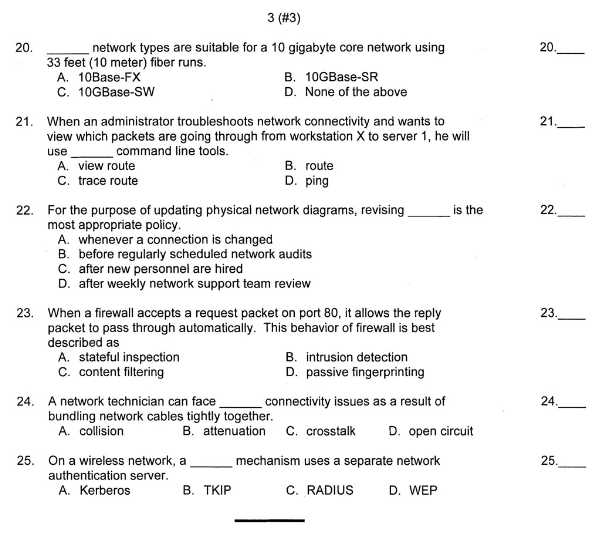 3 (#3)
20. ______ network types are suitable for a 10 gigabyte core network using 20.____
33 feet (10 meter) fiber runs.
A. 10Base-FX B. 10GBase-SR
C. 10GBase-SW D. None of the above
21. When an administrator troubleshoots network connectivity and wants to 21.____
view which packets are going through from workstation X to server 1, he will
use ______ command line tools.
A. view route B. route
C. trace route D. ping
22. For the purpose of updating physical network diagrams, revising ______ is the 22.____
most appropriate policy.
A. whenever a connection is changed
B. before regularly scheduled network audits
C. after new personnel are hired
D. after weekly network support team review
23. When a firewall accepts a request packet on port 80, it allows the reply 23.____
packet to pass through automatically. This behavior of firewall is best
described as
A. stateful inspection B. intrusion detection
C. content filtering D. passive fingerprinting
24. A network technician can face ______ connectivity issues as a result of 24.____
bundling network cables tightly together.
A. collision B. attenuation C. crosstalk D. open circuit
25. On a wireless network, a ______ mechanism uses a separate network 25.____
authentication server.
A. Kerberos B. TKIP C. RADIUS D. WEP